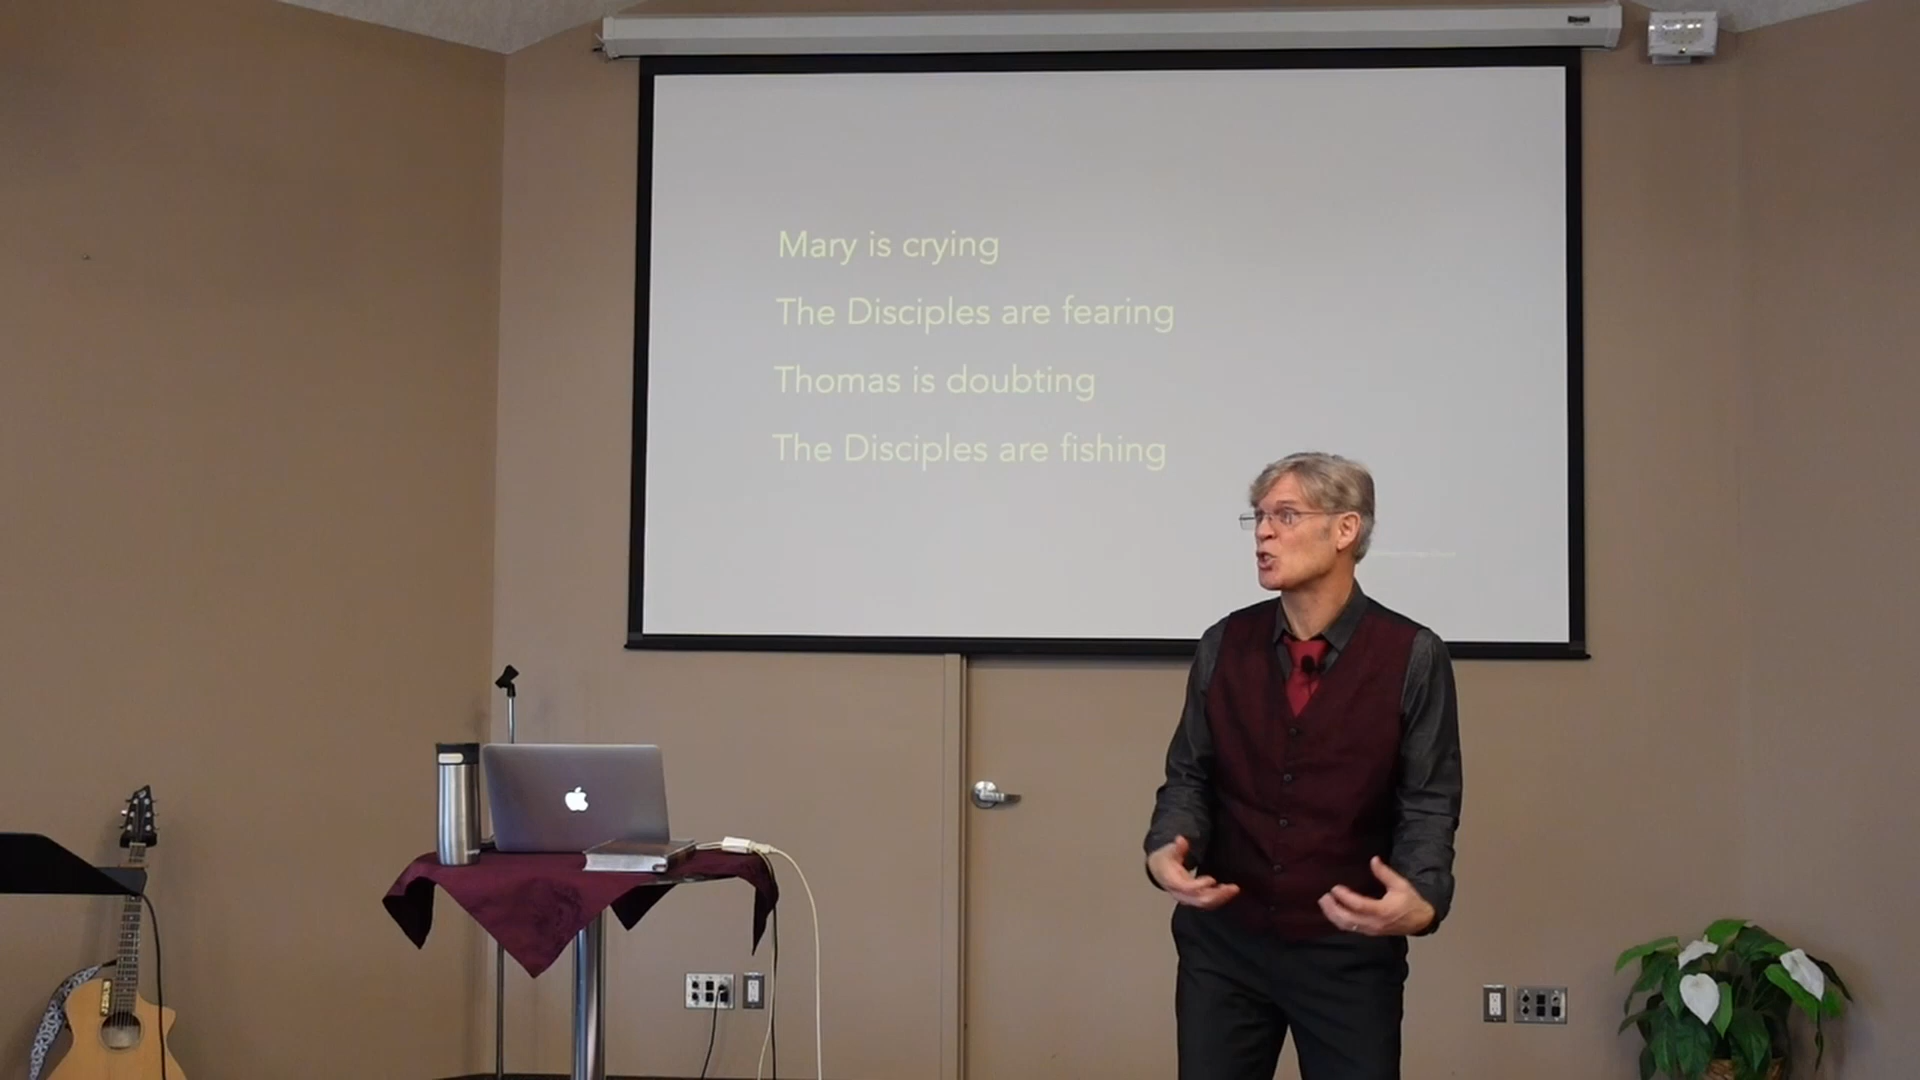 Mary is crying
The Disciples are fearing
Thomas is doubting
The Disciples are fishing